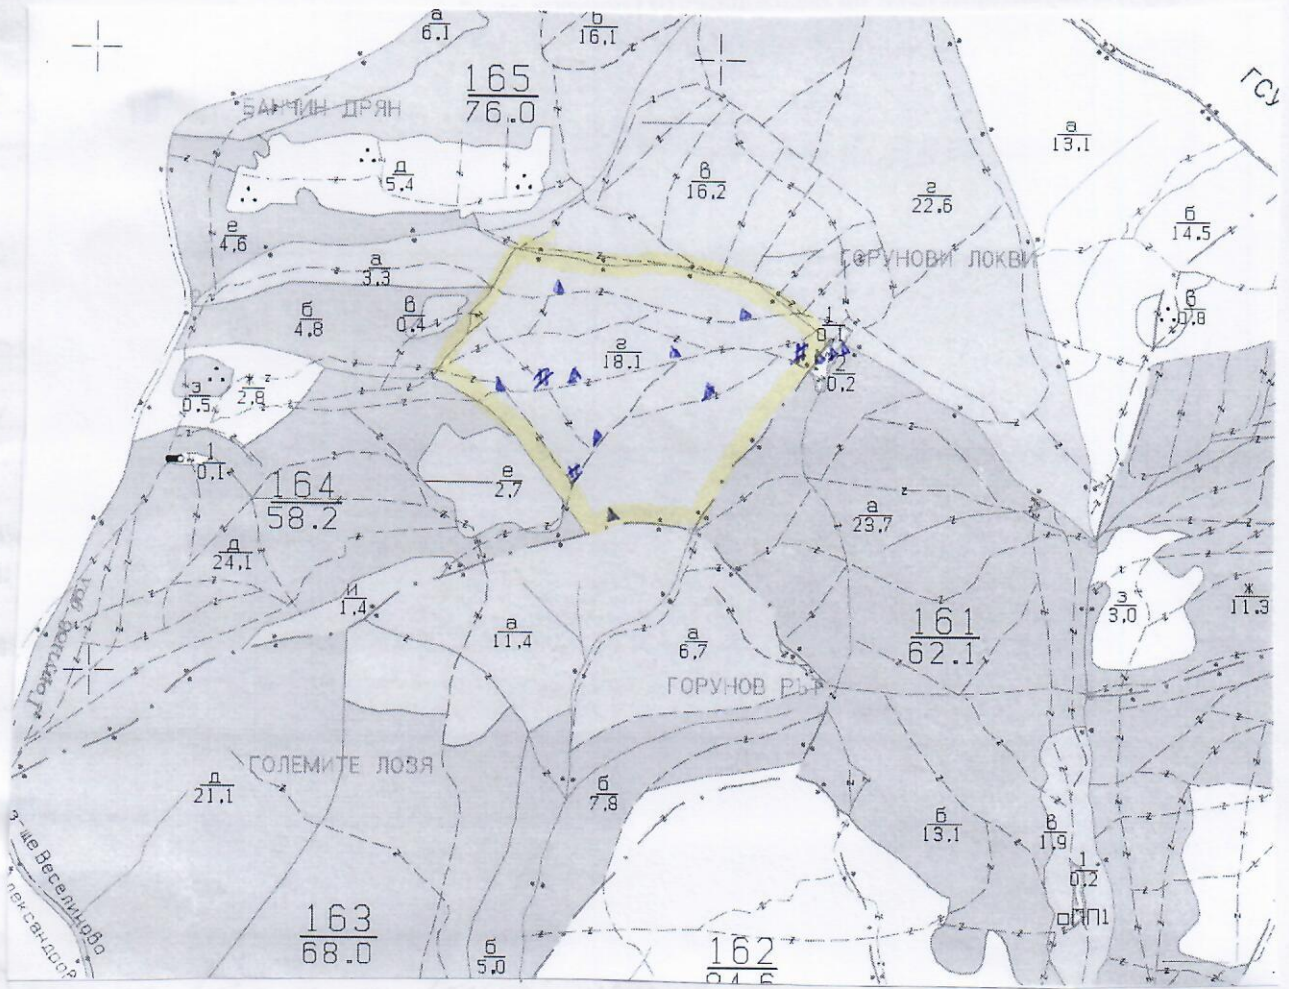 а
6.1
б
16.1
165
76.0
БАНЧИН ДРЯН
ГСУ
а
13.1
д
5.4
в
16.2
г
22.6
б
14.5
е
4.6
а
3.3
ГОРУНОВИ ЛОКВИ
б
4.8
в
0.4
в
0.8
1
0.1
г
18.1
2
0.2
з
0.5
ж
2.8
1
0.1
164
58.2
е
2.7
а
23.7
д
24.1
и
1.4
а
11.4
а
6.7
161
62.1
з
3.0
ж
11.3
ГОРУНОВ РЪТ
ГОЛЕМИТЕ ЛОЗЯ
д
21.1
б
7.8
б
13.1
в
1.9
1
0.2
з-ще Веселиново
П1
163
68.0
б
5.0
162